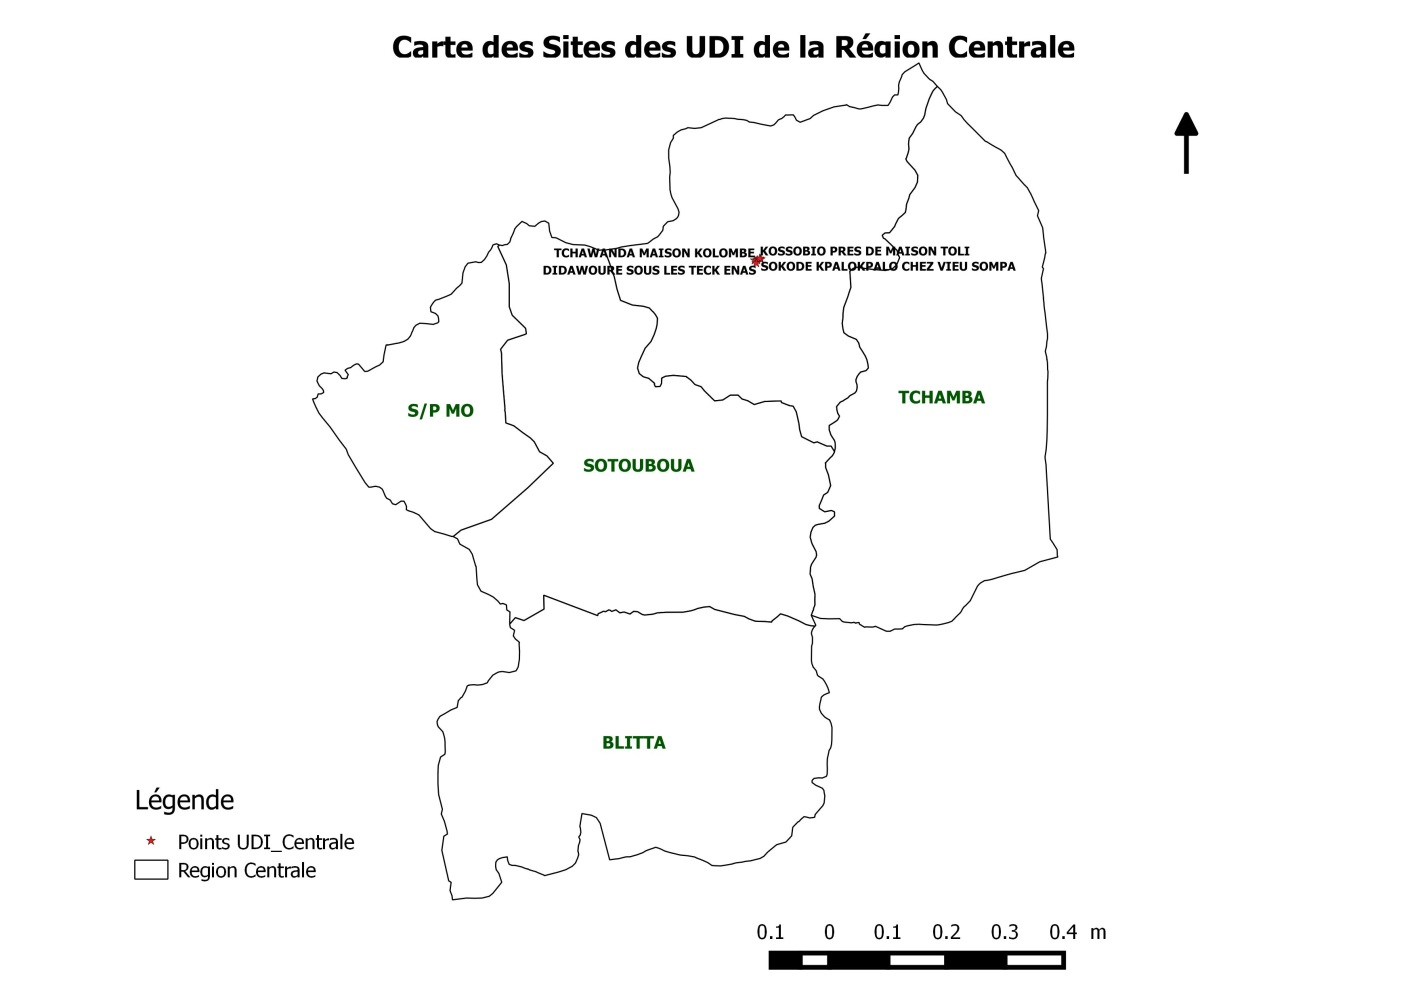 Carte des Sites des UDI de la Région Centrale
TCHAWANDA MAISON KOLOMBE
KOSSOBIO PRES DE MAISON TOLI
DIDAWOURE SOUS LES TECK ENAS
SOKODE KPALOKPALO CHEZ VIEU SOMPA
TCHAMBA
S/P MO
SOTOUBOUA
BLITTA
Légende
Points UDI_Centrale
Region Centrale
0.1 0 0.1 0.2 0.3 0.4 m